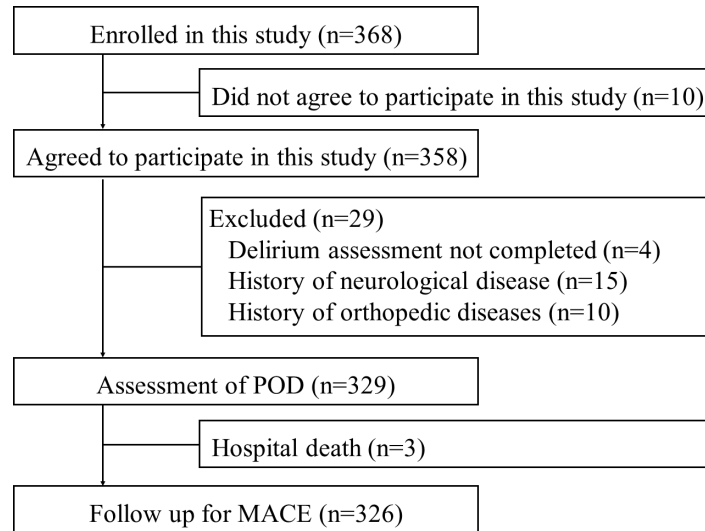 Enrolled in this study (n=368)
Did not agree to participate in this study (n=10)
Agreed to participate in this study (n=358)
Excluded (n=29)
Delirium assessment not completed (n=4)
History of neurological disease (n=15)
History of orthopedic diseases (n=10)
Assessment of POD (n=329)
Hospital death (n=3)
Follow up for MACE (n=326)